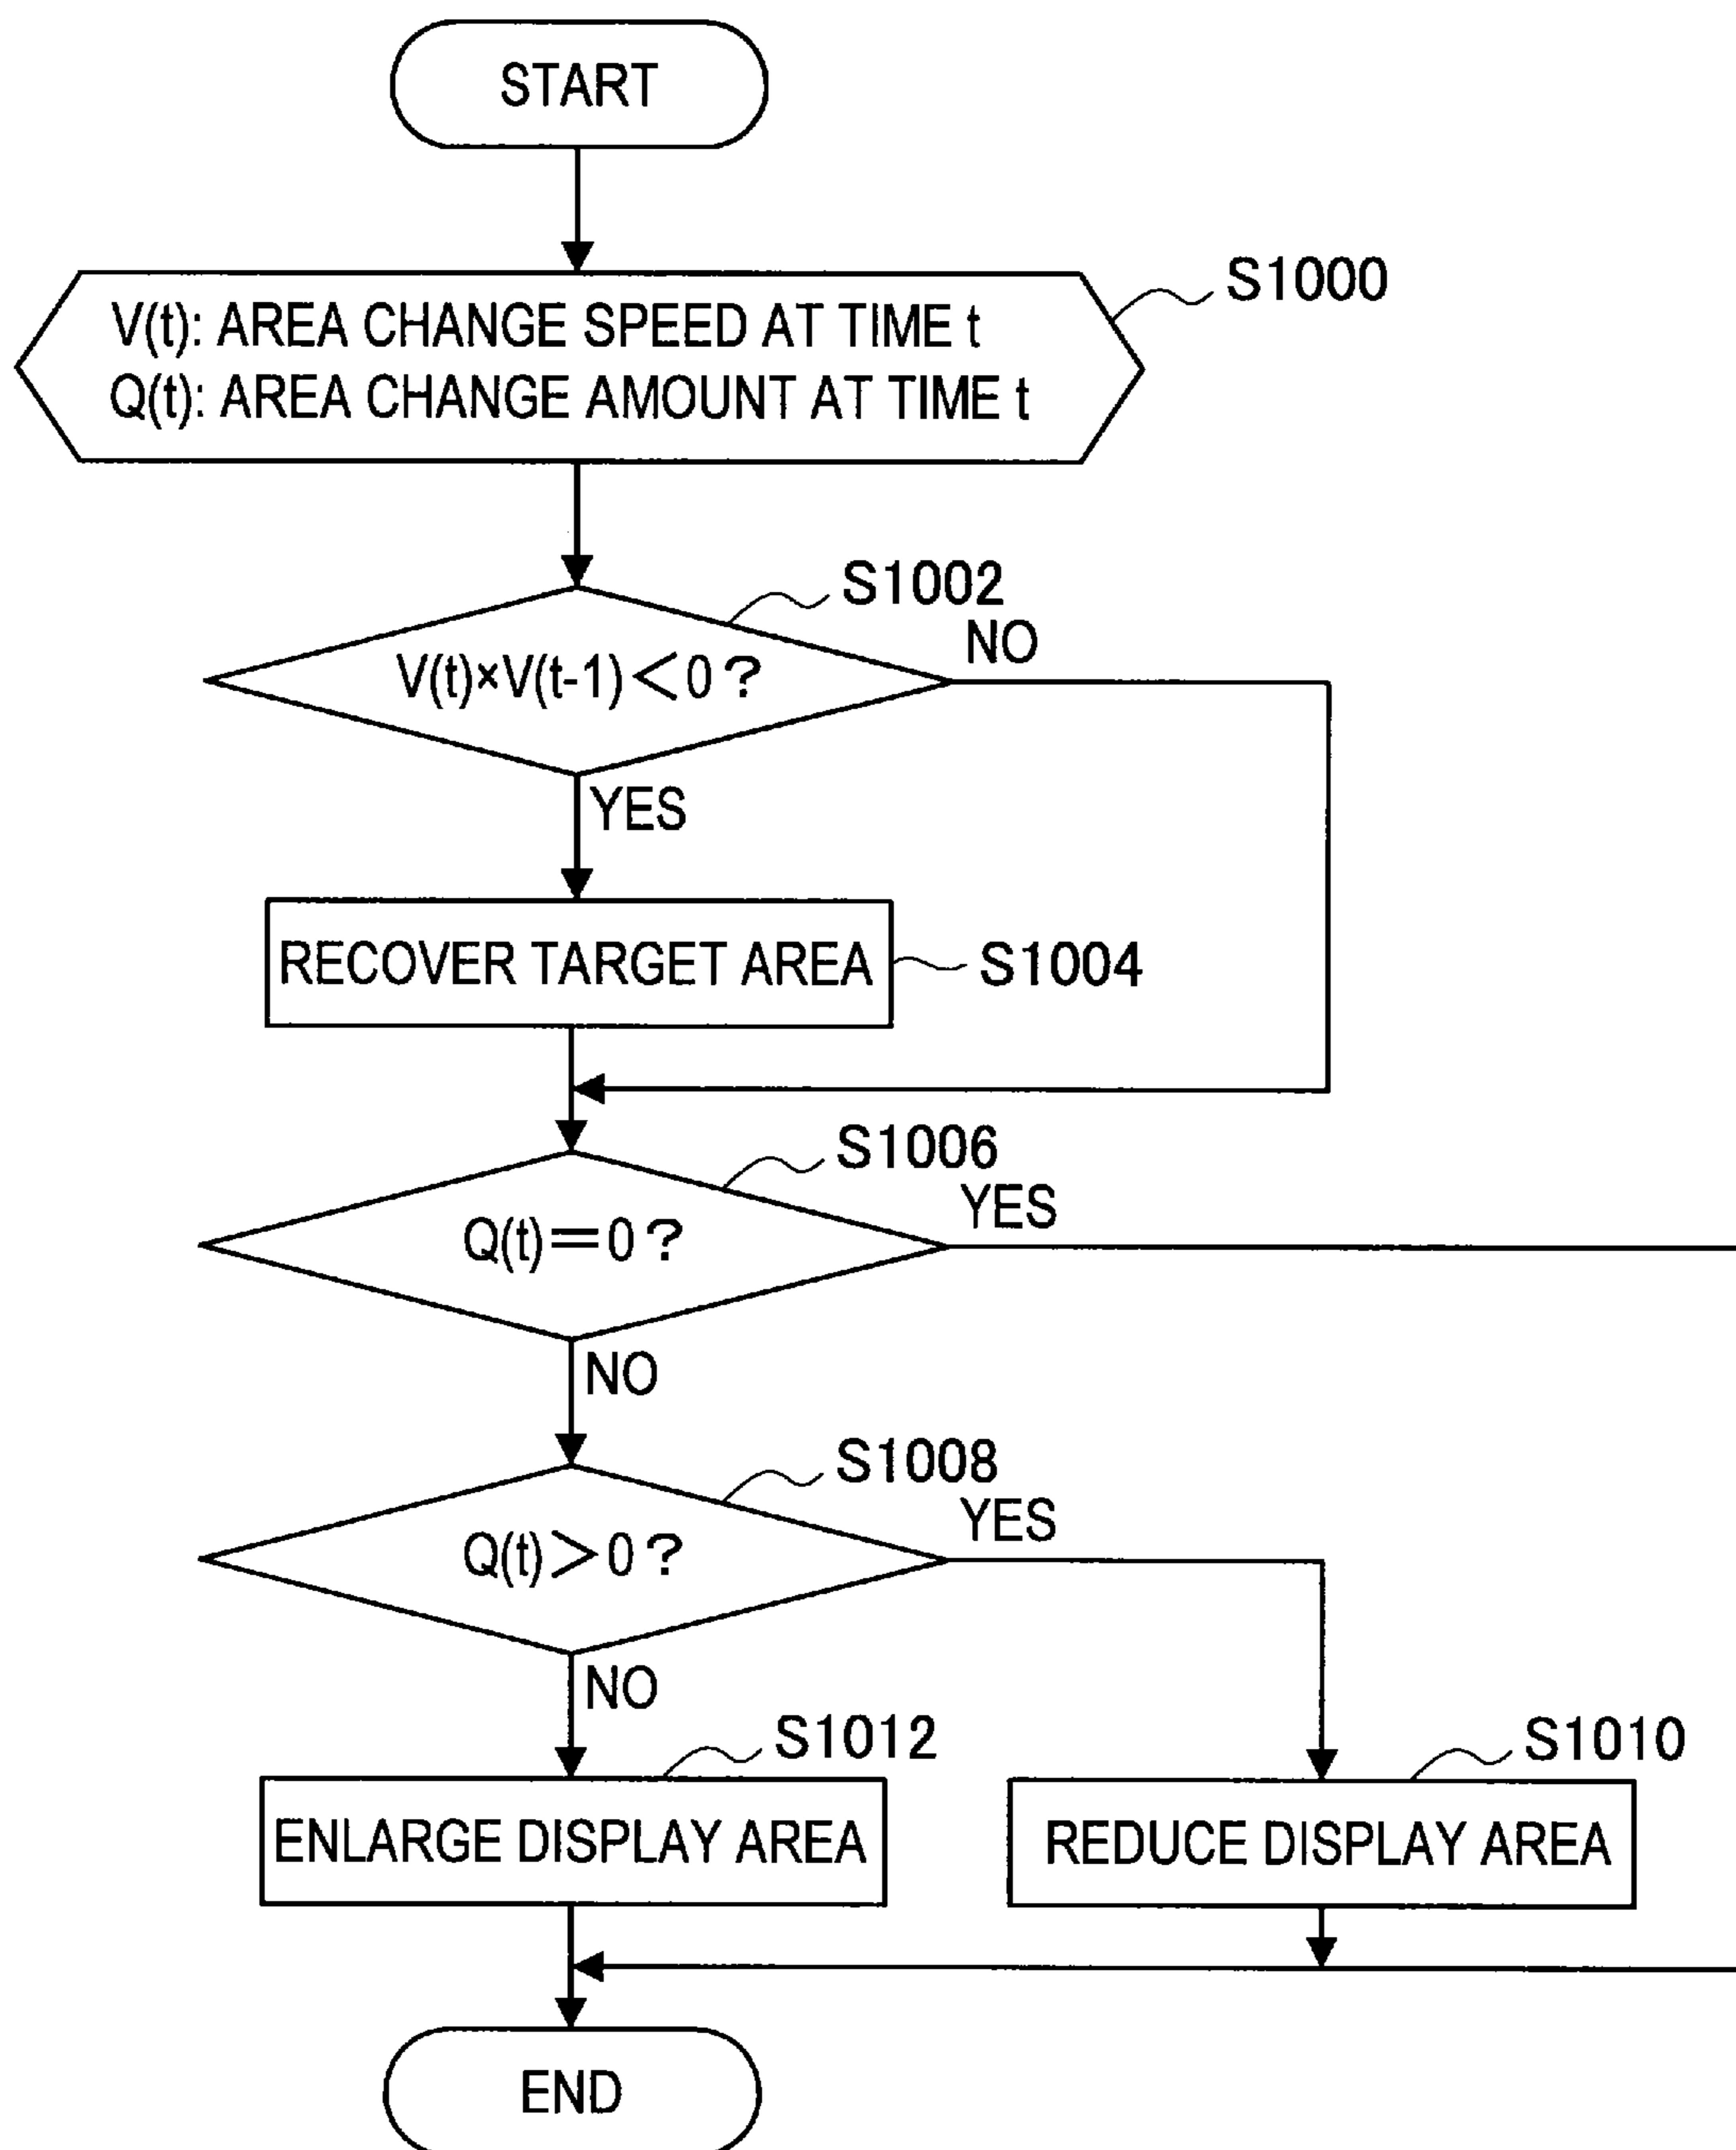 START
V(t): AREA CHANGE SPEED AT TIME t
Q(t): AREA CHANGE AMOUNT AT TIME t
S1000
S1002
NO
V(t)×V(t-1)<0?
YES
RECOVER TARGET AREA
S1004
S1006
YES
Q(t)=0?
NO
S1008
YES
Q(t)>0?
NO
S1012
S1010
ENLARGE DISPLAY AREA
REDUCE DISPLAY AREA
END